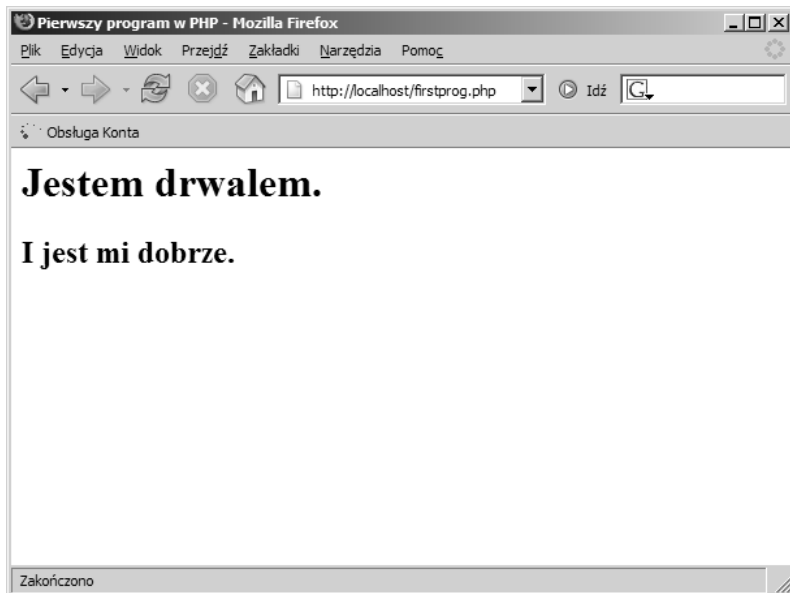 Pierwszy program w PHP - Mozilla Firefox
Plik Edycja Widok Przejdź Zakładki Narzędzia Pomoc
http://localhost/firstprog.php Idź G
Obsługa Konta
Jestem drwalem.
I jest mi dobrze.
Zakończono